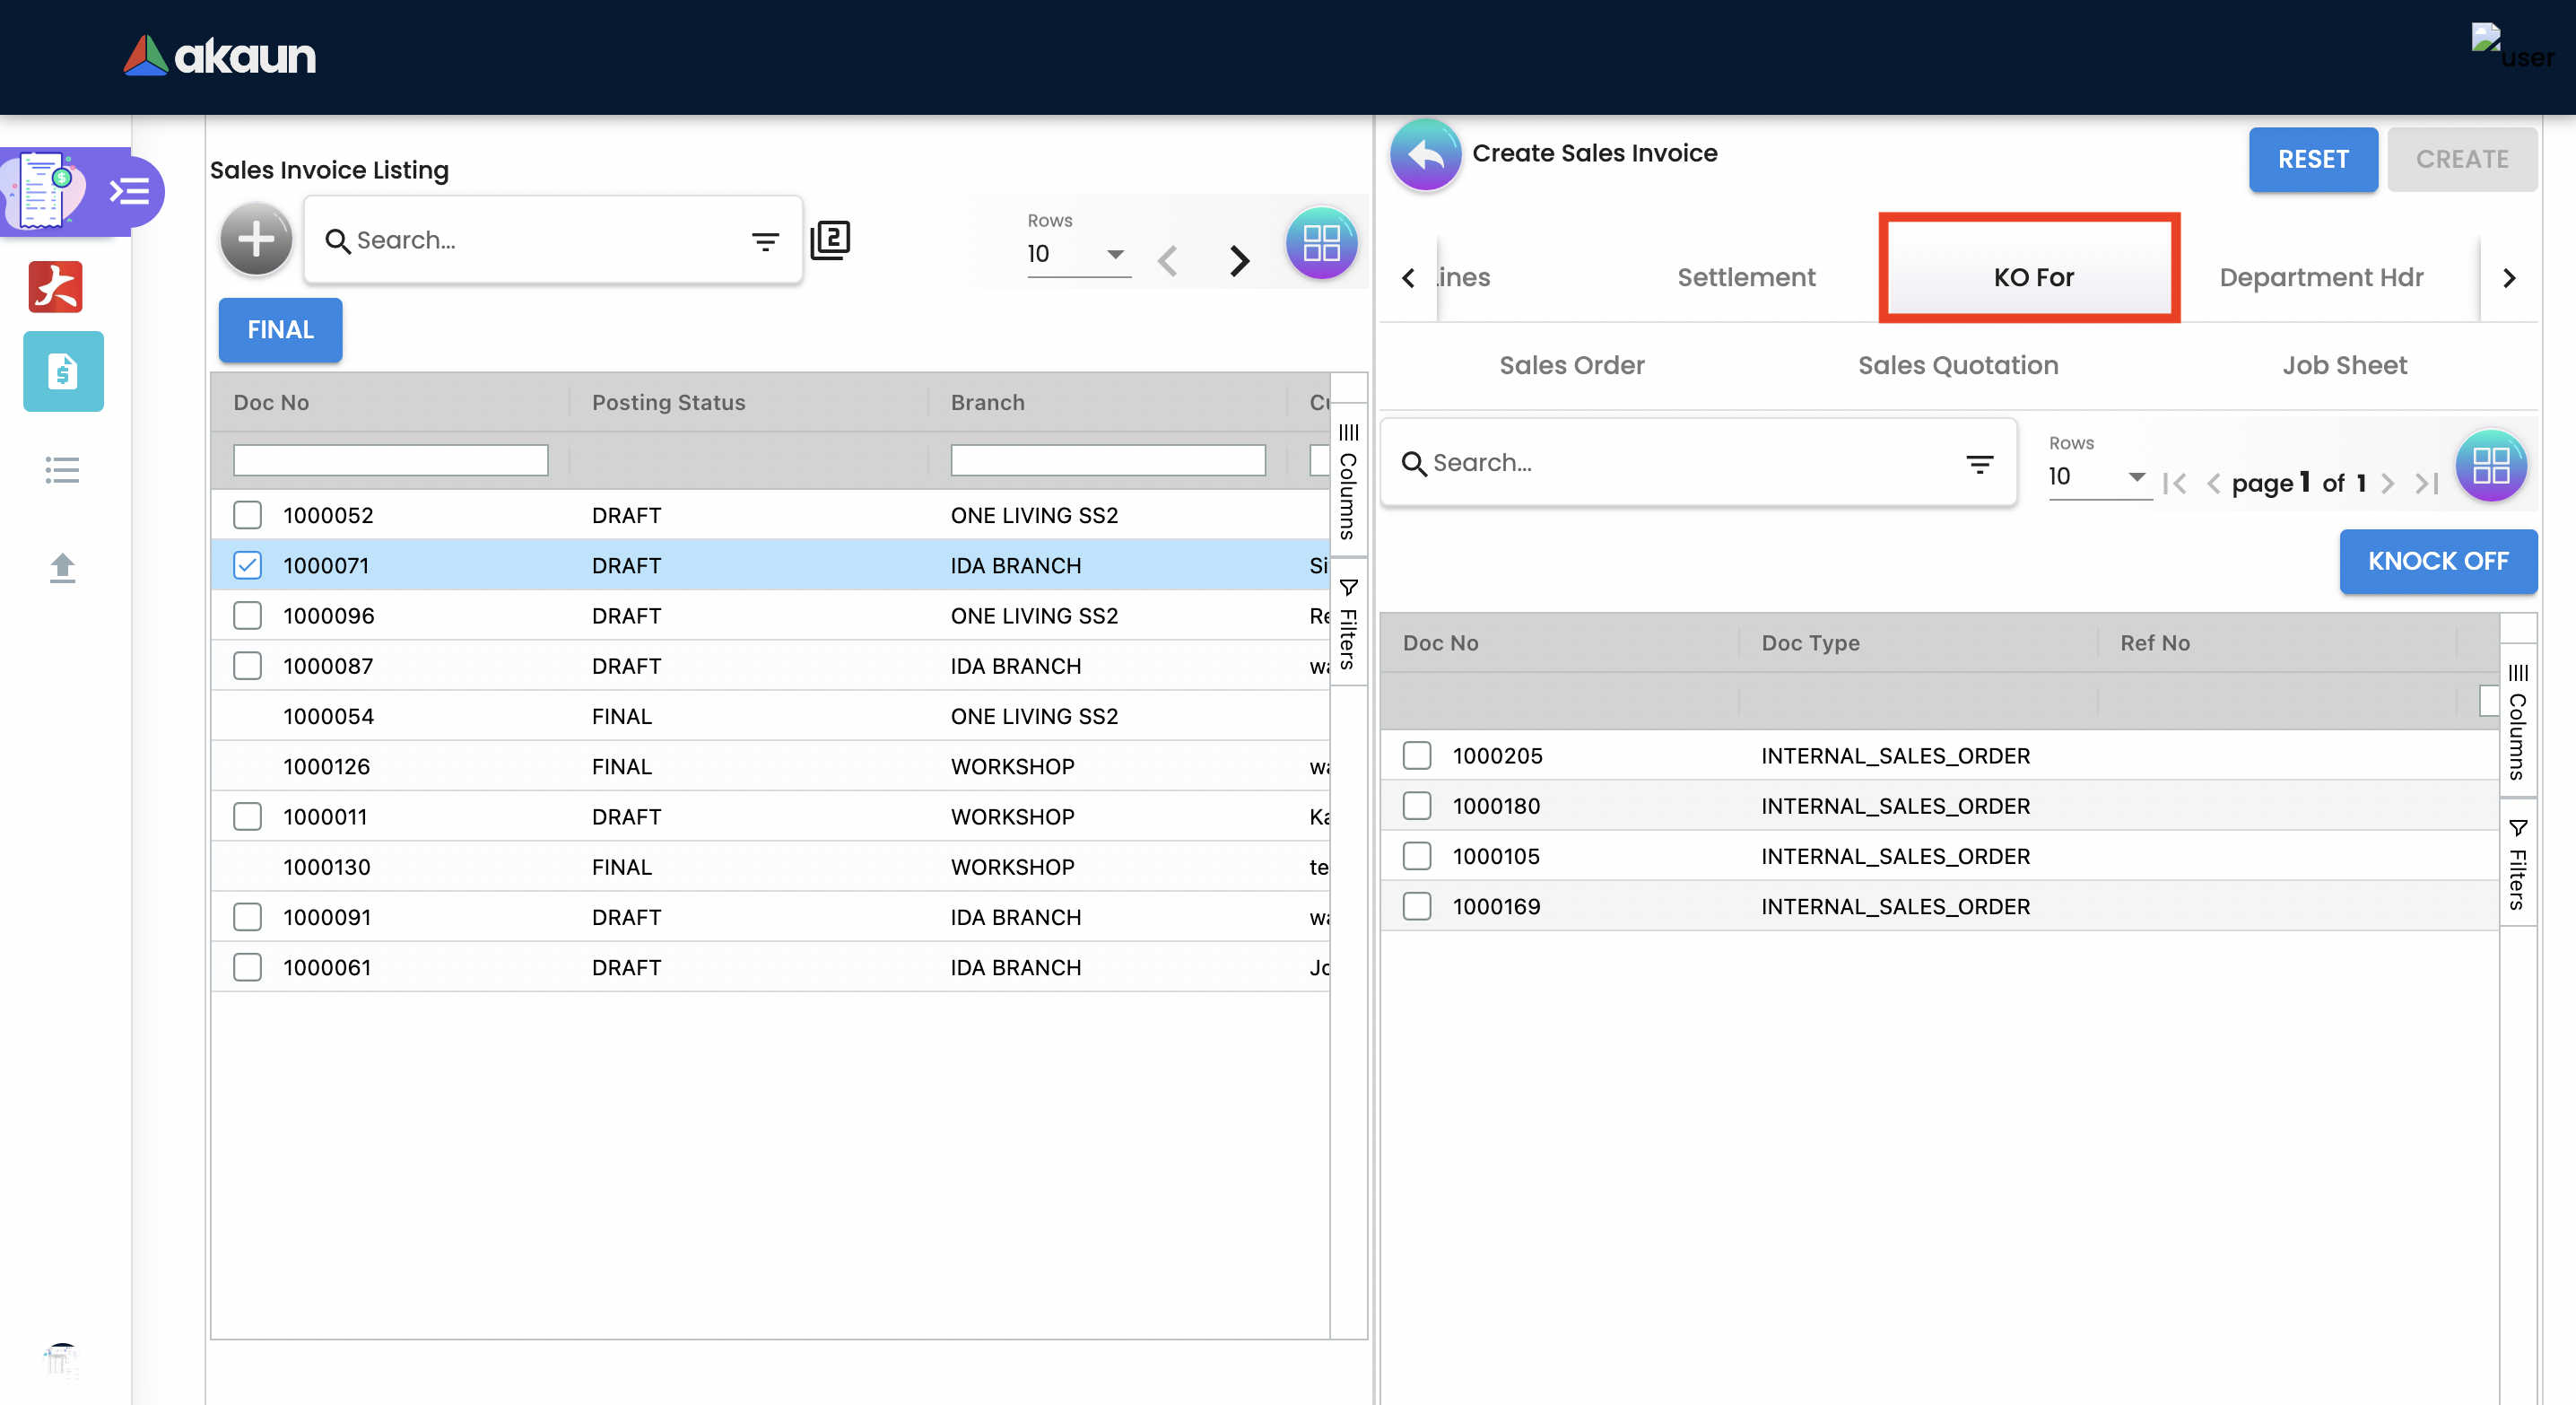 akaun
user
Sales Invoice Listing
Search...
2
Rows
10
FINAL
Doc No Posting Status Branch Cu
1000052 DRAFT ONE LIVING SS2
1000071 DRAFT IDA BRANCH Si
1000096 DRAFT ONE LIVING SS2 Re
1000087 DRAFT IDA BRANCH wa
1000054 FINAL ONE LIVING SS2
1000126 FINAL WORKSHOP wa
1000011 DRAFT WORKSHOP Ka
1000130 FINAL WORKSHOP te
1000091 DRAFT IDA BRANCH wa
1000061 DRAFT IDA BRANCH Jo
Columns
Filters
Create Sales Invoice
RESET CREATE
Lines Settlement KO For Department Hdr
Sales Order Sales Quotation Job Sheet
Search...
Rows
10
page 1 of 1
KNOCK OFF
Doc No Doc Type Ref No
1000205 INTERNAL_SALES_ORDER
1000180 INTERNAL_SALES_ORDER
1000105 INTERNAL_SALES_ORDER
1000169 INTERNAL_SALES_ORDER
Columns
Filters